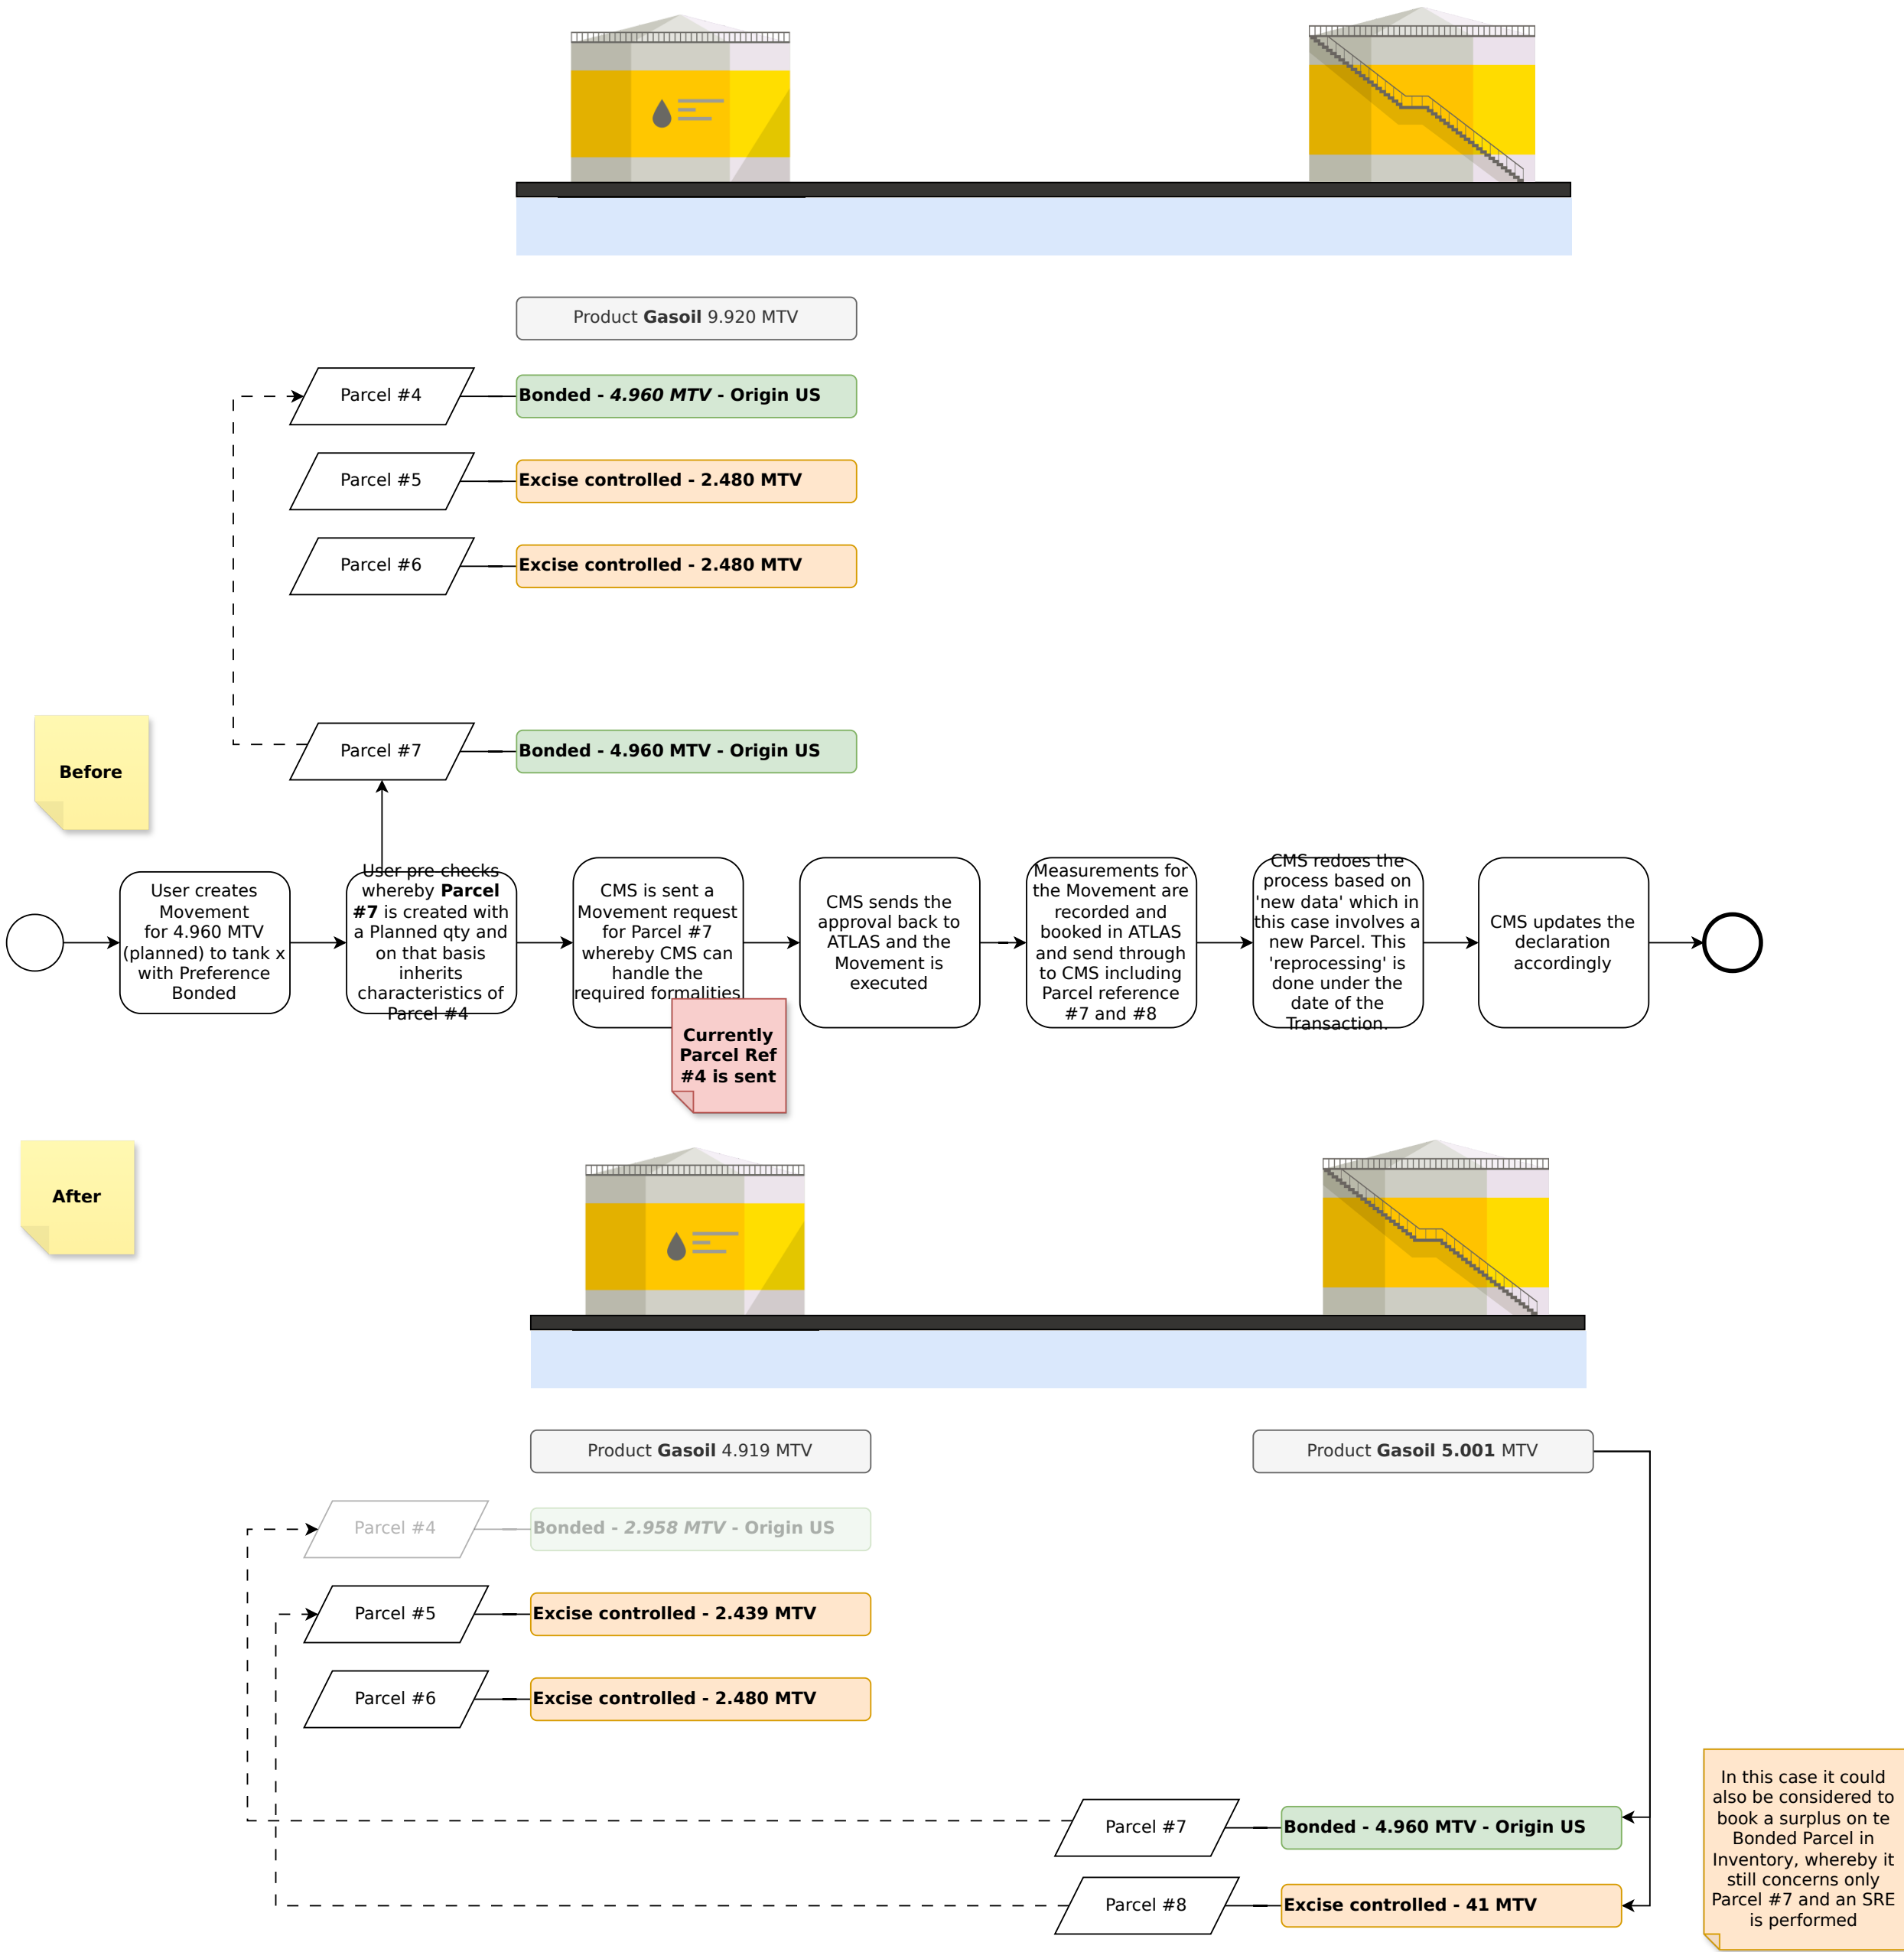 Product Gasoil 9.920 MTV
Parcel #4
Bonded - 4.960 MTV - Origin US
Parcel #5
Excise controlled - 2.480 MTV
Parcel #6
Excise controlled - 2.480 MTV
Before
Parcel #7
Bonded - 4.960 MTV - Origin US
User creates
Movement
for 4.960 MTV
(planned) to tank x
with Preference
Bonded
User pre-checks
whereby Parcel
#7 is created with
a Planned qty and
on that basis
inherits
characteristics of
Parcel #4
CMS is sent a
Movement request
for Parcel #7
whereby CMS can
handle the
required formalities
Currently
Parcel Ref
#4 is sent
CMS sends the
approval back to
ATLAS and the
Movement is
executed
Measurements for
the Movement are
recorded and
booked in ATLAS
and send through
to CMS including
Parcel reference
#7 and #8
CMS redoes the
process based on
'new data' which in
this case involves a
new Parcel. This
'reprocessing' is
done under the
date of the
Transaction.
CMS updates the
declaration
accordingly
After
Product Gasoil 4.919 MTV
Product Gasoil 5.001 MTV
Parcel #4
Bonded - 2.958 MTV - Origin US
Parcel #5
Excise controlled - 2.439 MTV
Parcel #6
Excise controlled - 2.480 MTV
Parcel #7
Bonded - 4.960 MTV - Origin US
Parcel #8
Excise controlled - 41 MTV
In this case it could
also be considered to
book a surplus on te
Bonded Parcel in
Inventory, whereby it
still concerns only
Parcel #7 and an SRE
is performed